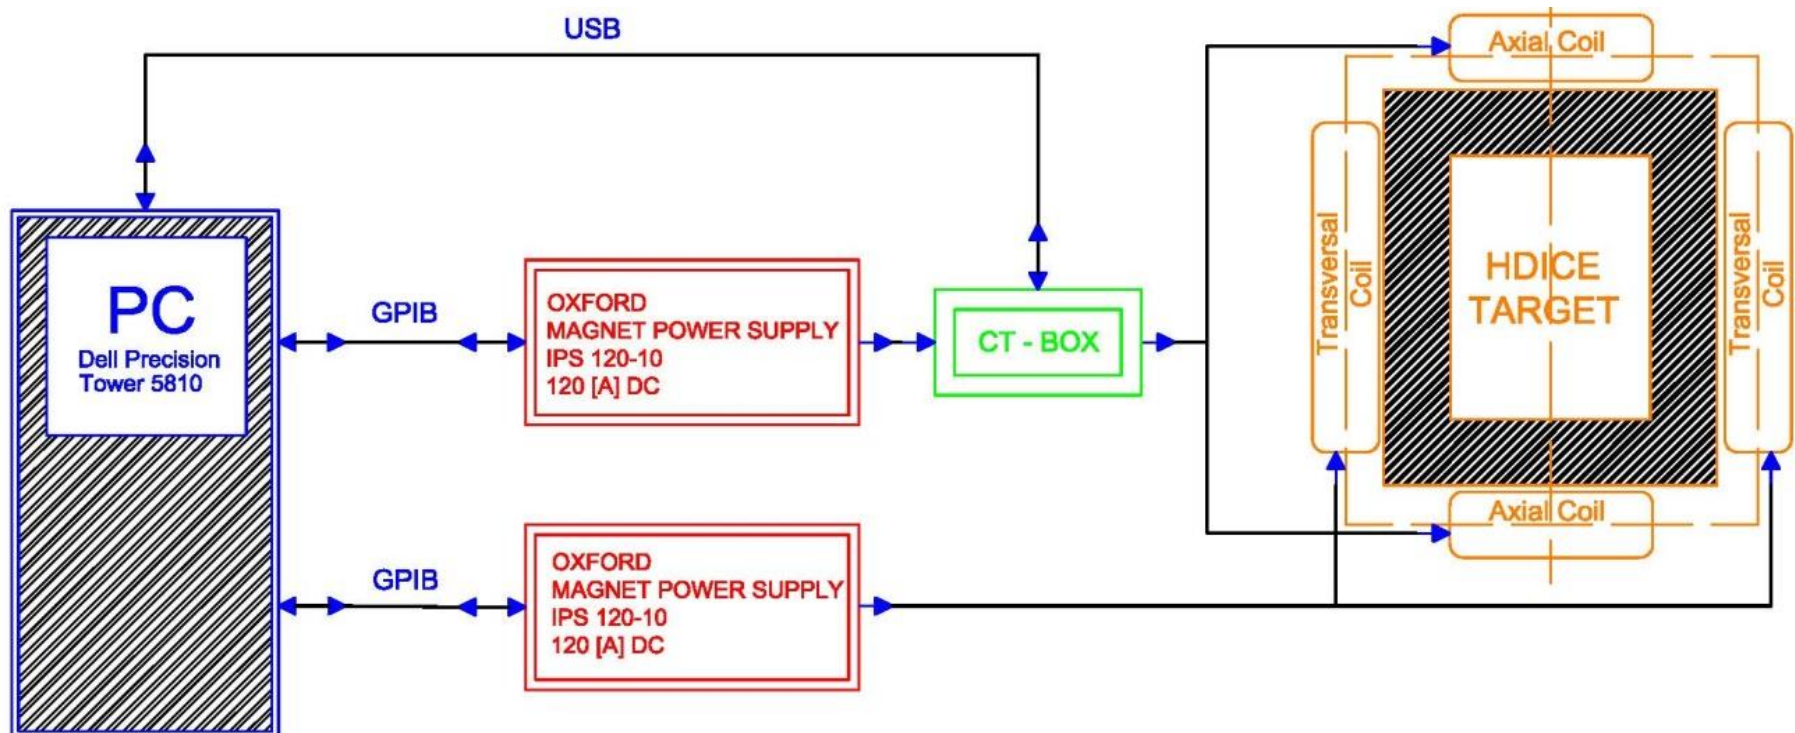 USB
Axial Coil
PC
Dell Precision
Tower 5810
GPIB
OXFORD
MAGNET POWER SUPPLY
IPS 120-10
120 [A] DC
CT - BOX
Transversal
Coil
HDICE
TARGET
Transversal
Coil
Axial Coil
GPIB
OXFORD
MAGNET POWER SUPPLY
IPS 120-10
120 [A] DC